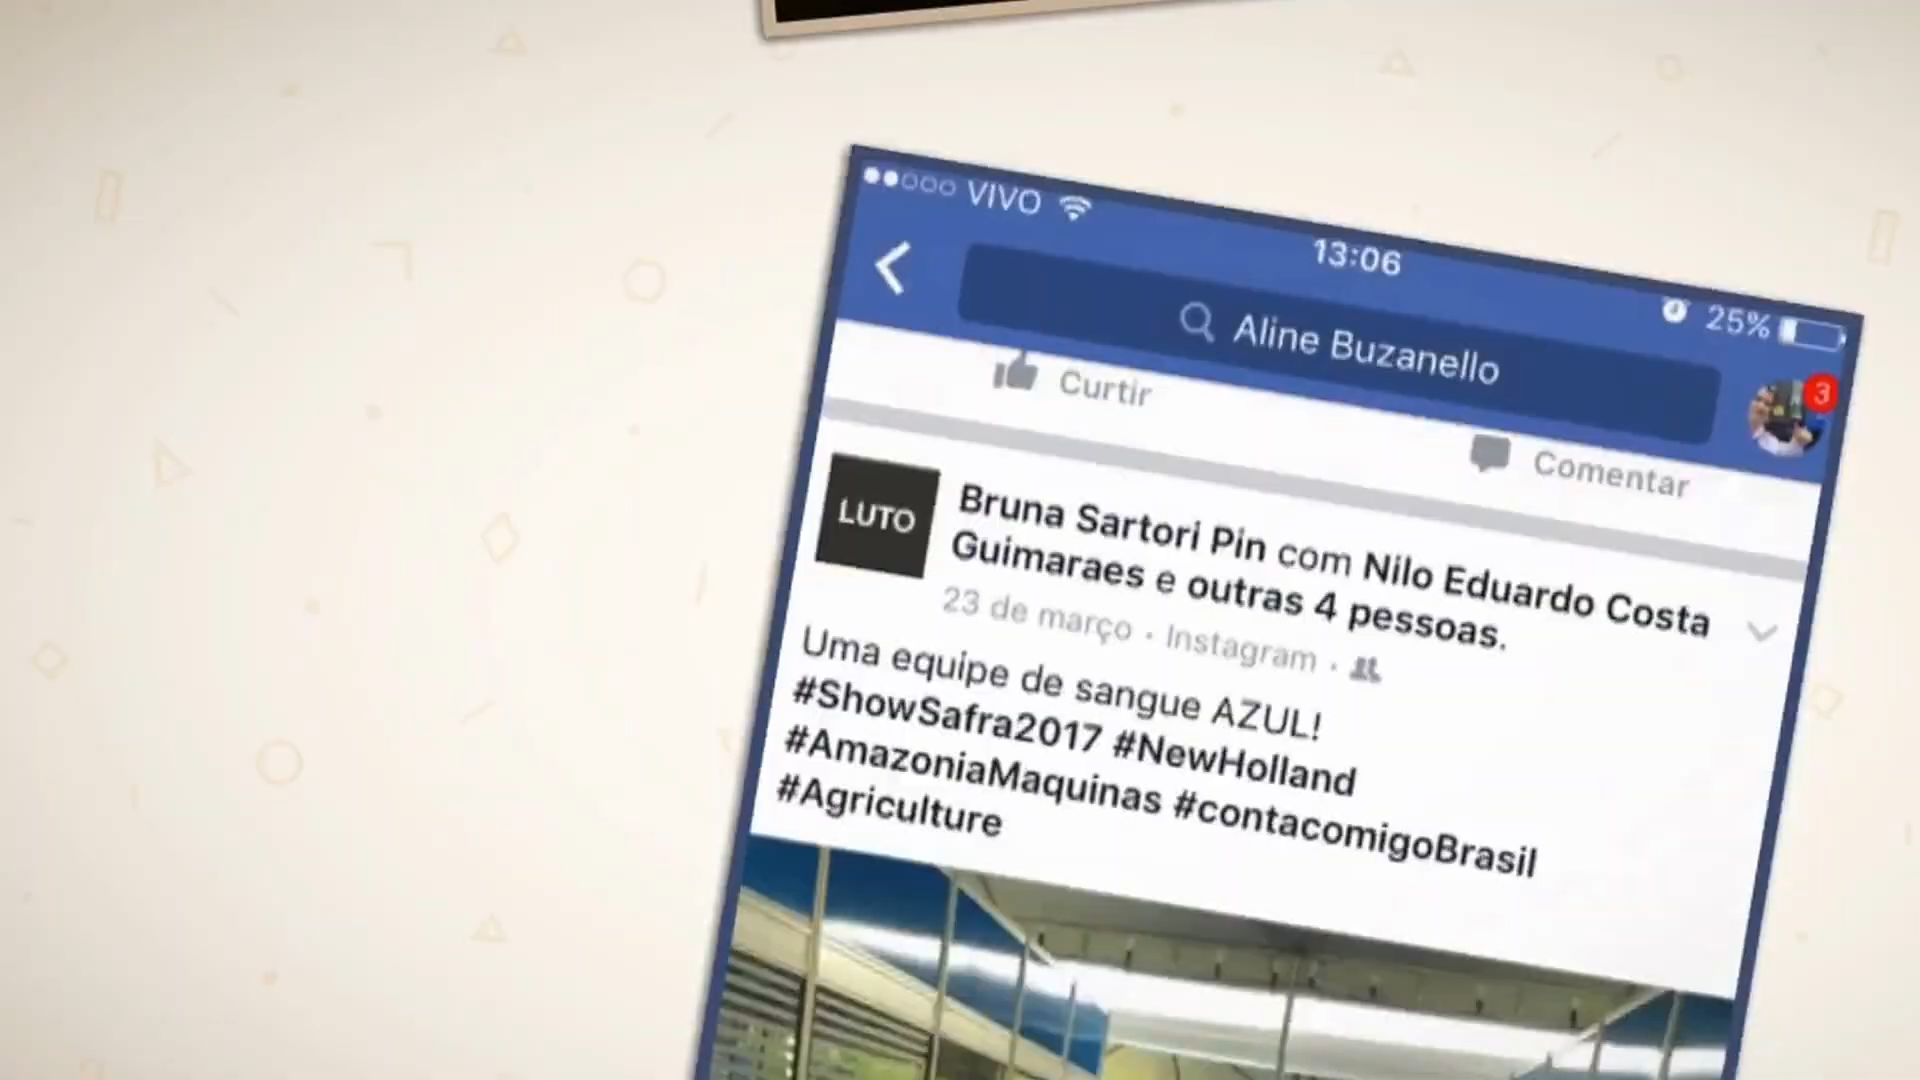 VIVO
13:06
25%
Aline Buzanello
3
Curtir
Comentar
LUTO
Bruna Sartori Pin com Nilo Eduardo Costa
Guimaraes e outras 4 pessoas.
23 de março · Instagram ·
Uma equipe de sangue AZUL!
#ShowSafra2017 #NewHolland
#AmazoniaMaquinas #contacomigoBrasil
#Agriculture